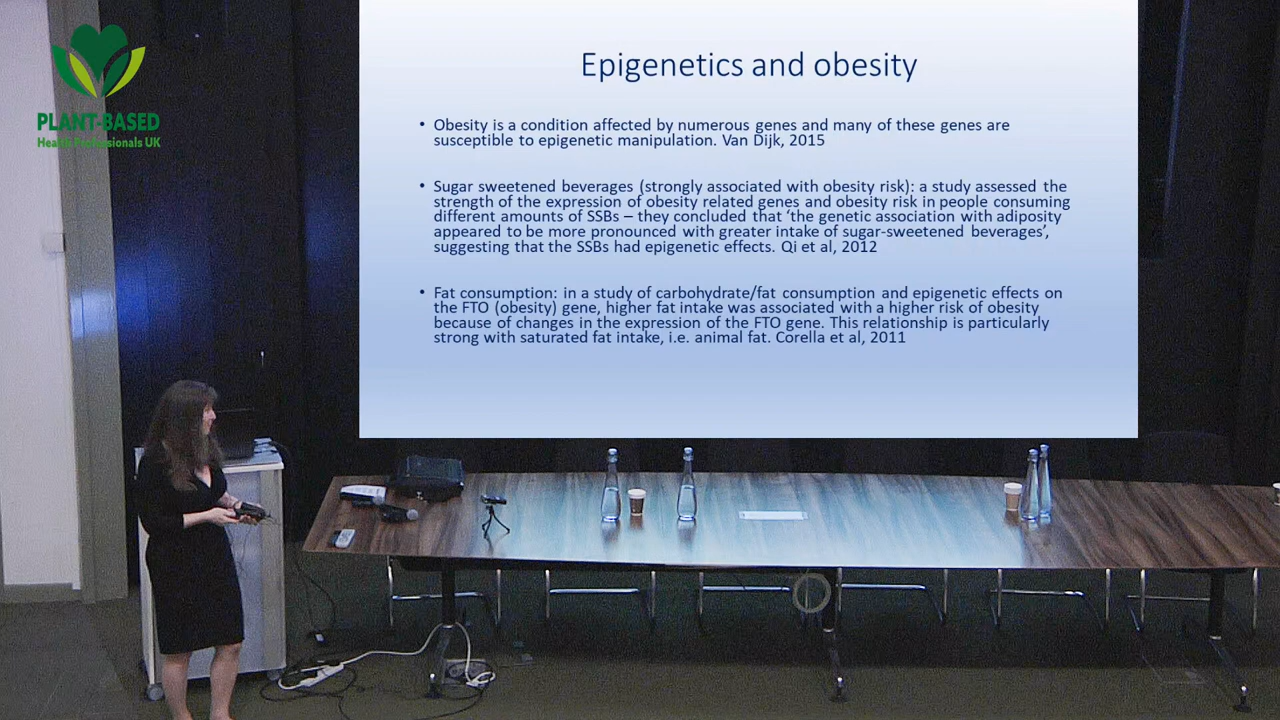 PLANT-BASED
Health Professionals UK
Epigenetics and obesity
• Obesity is a condition affected by numerous genes and many of these genes are
susceptible to epigenetic manipulation. Van Dijk, 2015
• Sugar sweetened beverages (strongly associated with obesity risk): a study assessed the
strength of the expression of obesity related genes and obesity risk in people consuming
different amounts of SSBs – they concluded that ‘the genetic association with adiposity
appeared to be more pronounced with greater intake of sugar-sweetened beverages’,
suggesting that the SSBs had epigenetic effects. Qi et al, 2012
• Fat consumption: in a study of carbohydrate/fat consumption and epigenetic effects on
the FTO (obesity) gene, higher fat intake was associated with a higher risk of obesity
because of changes in the expression of the FTO gene. This relationship is particularly
strong with saturated fat intake, i.e. animal fat. Corella et al, 2011